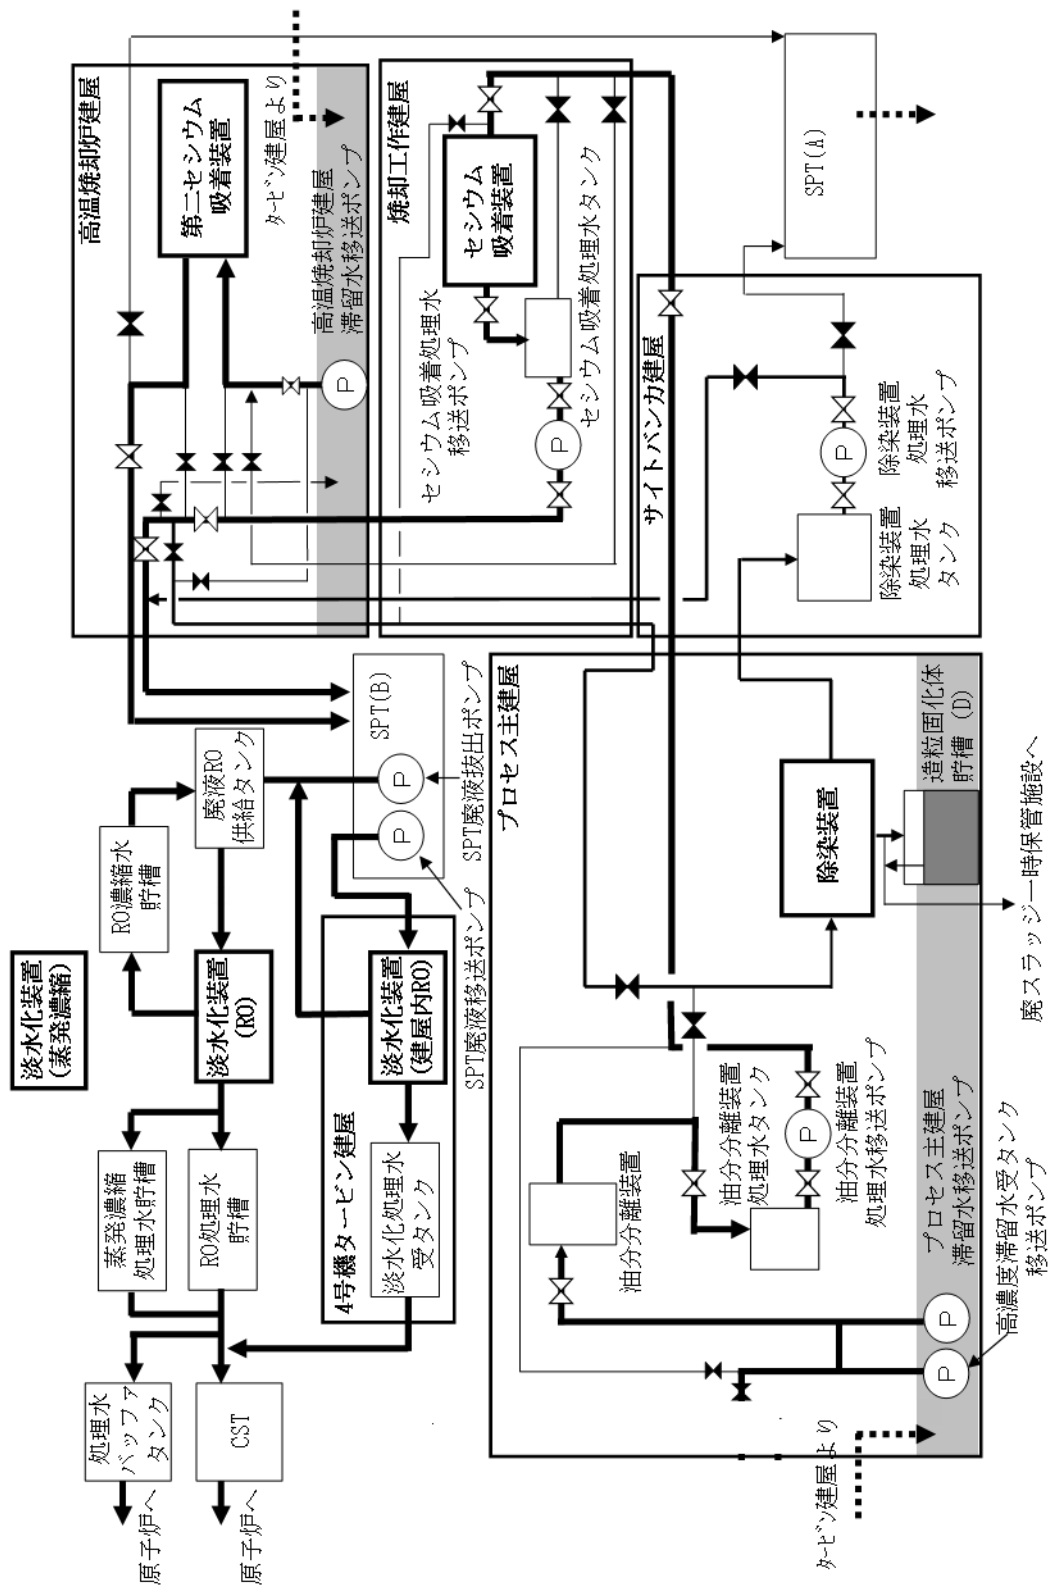 原子炉へ
処理水
バッファ
タンク
原子炉へ
CST
蒸発濃縮
処理水貯槽
RO処理水
貯槽
淡水化装置
(蒸発濃縮)
淡水化装置
(RO)
RO濃縮水
貯槽
廃液RO
供給タンク
4号機タービン建屋
淡水化処理水
受タンク
淡水化装置
(建屋内RO)
SPT(B)
P
P
SPT廃液移送ポンプ
SPT廃液抜出ポンプ
高温焼却炉建屋
第二セシウム
吸着装置
タービン建屋より
高温焼却炉建屋
滞留水移送ポンプ
P
焼却工作建屋
セシウム
吸着装置
セシウム吸着処理水
移送ポンプ
P
セシウム吸着処理水タンク
サイトバンカ建屋
除染装置
処理水
タンク
P
除染装置
処理水
移送ポンプ
SPT(A)
プロセス主建屋
油分分離装置
油分分離装置
処理水タンク
P
油分分離装置
処理水移送ポンプ
除染装置
造粒固化体
貯槽 (D)
廃スラッジ一時保管施設へ
プロセス主建屋
滞留水移送ポンプ
P
P
高濃度滞留水受タンク
移送ポンプ
タービン建屋より